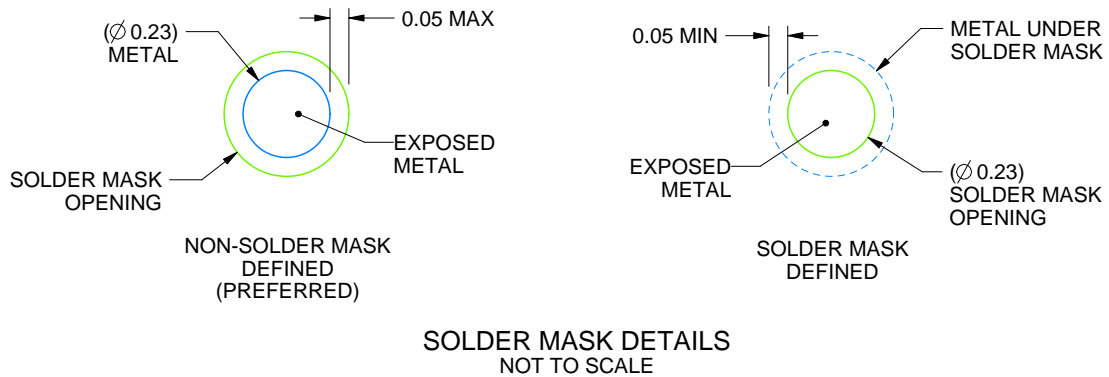 (Ø 0.23)
METAL
0.05 MAX
EXPOSED
METAL
SOLDER MASK
OPENING
NON-SOLDER MASK
DEFINED
(PREFERRED)
0.05 MIN
METAL UNDER
SOLDER MASK
EXPOSED
METAL
(Ø 0.23)
SOLDER MASK
OPENING
SOLDER MASK
DEFINED
SOLDER MASK DETAILS
NOT TO SCALE